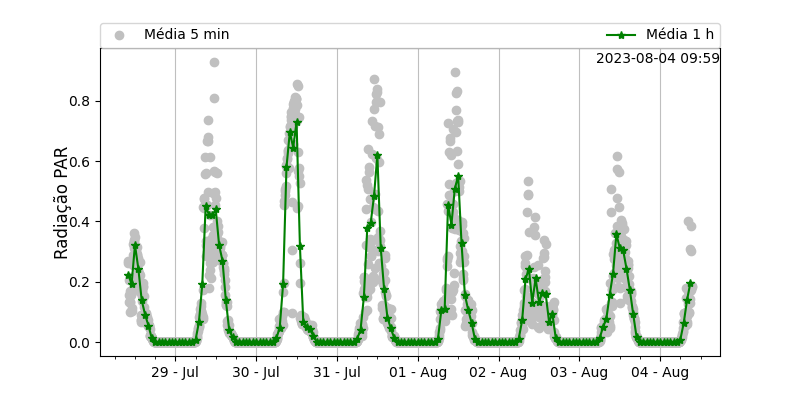 Média 5 min
Média 1 h
2023-08-04 09:59
Radiação PAR
0.8
0.6
0.4
0.2
0.0
29 - Jul
30 - Jul
31 - Jul
01 - Aug
02 - Aug
03 - Aug
04 - Aug